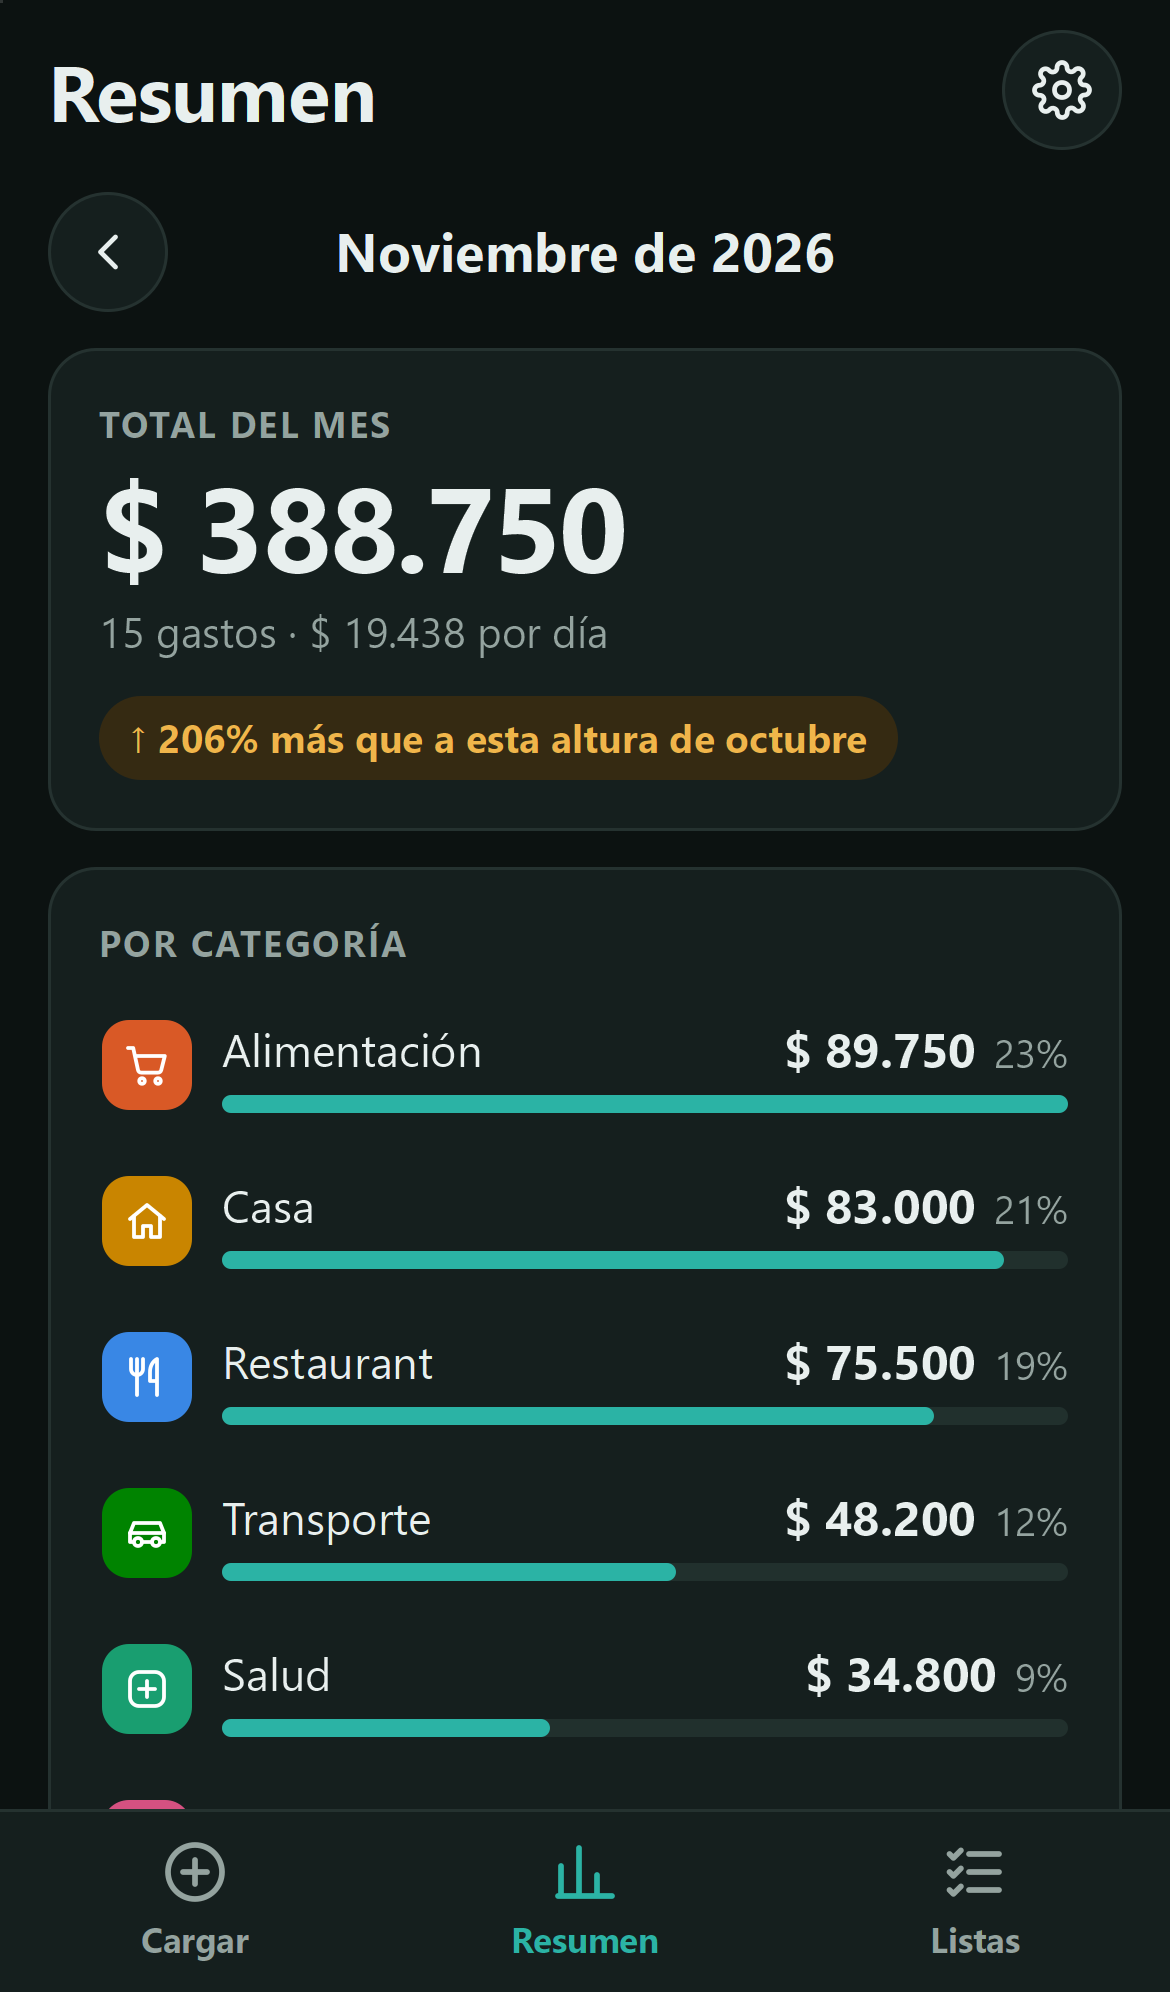 Resumen
Noviembre de 2026
TOTAL DEL MES
$ 388.750
15 gastos · $ 19.438 por día
↑ 206% más que a esta altura de octubre
POR CATEGORÍA
Alimentación $ 89.750 23%
Casa $ 83.000 21%
Restaurant $ 75.500 19%
Transporte $ 48.200 12%
Salud $ 34.800 9%
Cargar Resumen Listas